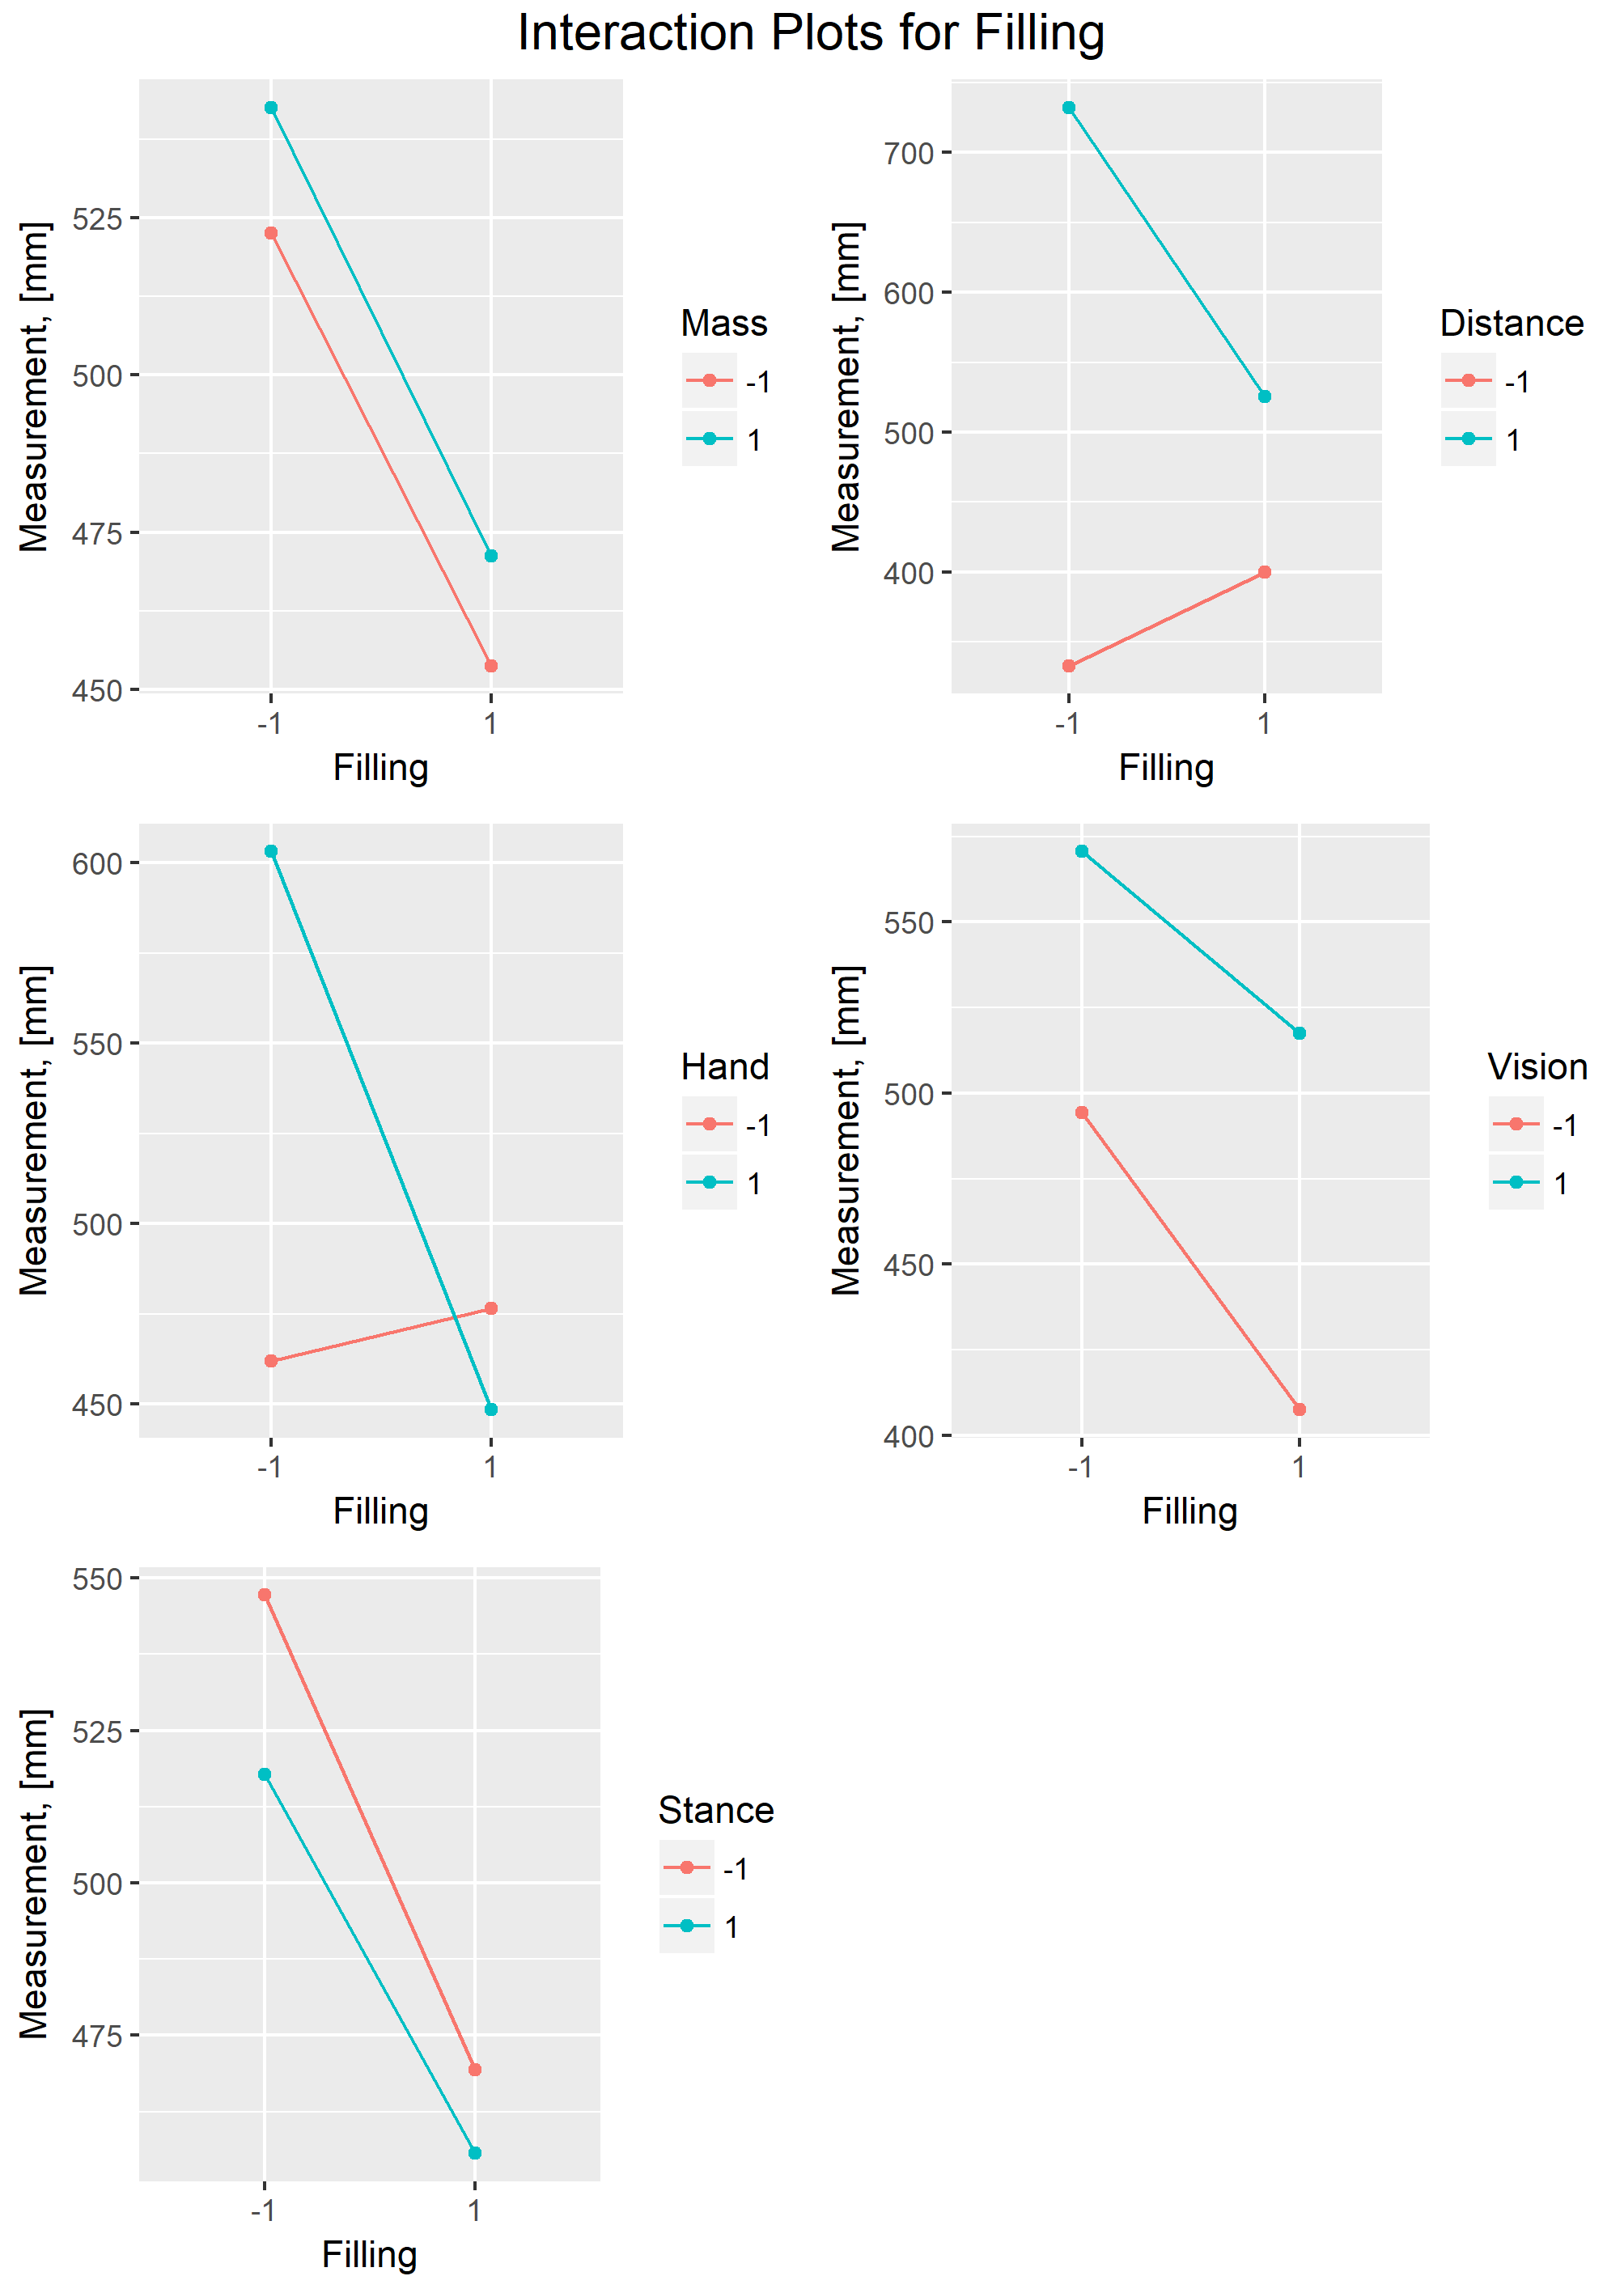 Interaction Plots for Filling
Measurement, [mm]
525
500
475
450
-1
1
Filling
Mass
-1
1
Measurement, [mm]
700
600
500
400
-1
1
Filling
Distance
-1
1
Measurement, [mm]
600
550
500
450
-1
1
Filling
Hand
-1
1
Measurement, [mm]
550
500
450
400
-1
1
Filling
Vision
-1
1
Measurement, [mm]
550
525
500
475
-1
1
Filling
Stance
-1
1